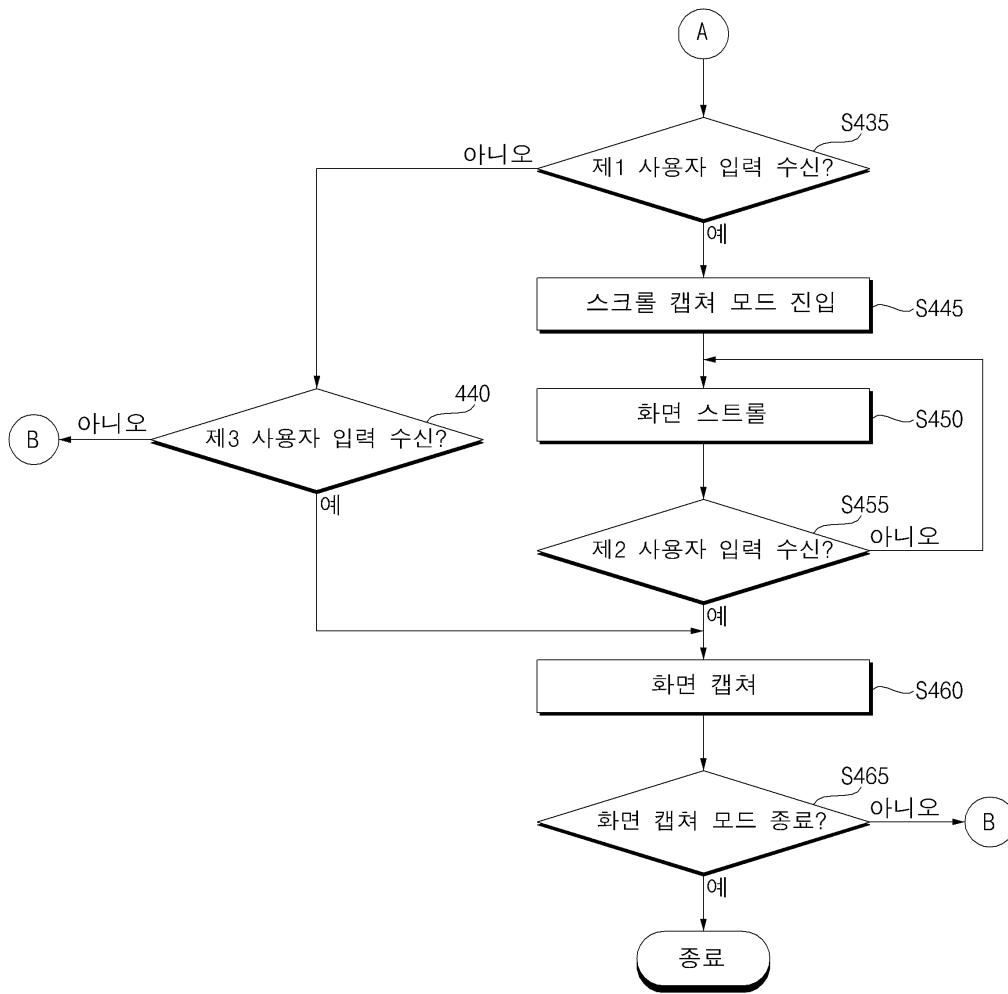 A
S435
아니오
제1 사용자 입력 수신?
예
스크롤 캡쳐 모드 진입
S445
440
아니오
B
제3 사용자 입력 수신?
예
화면 스트롤
S450
S455
아니오
제2 사용자 입력 수신?
예
화면 캡쳐
S460
S465
아니오
화면 캡쳐 모드 종료?
B
예
종료